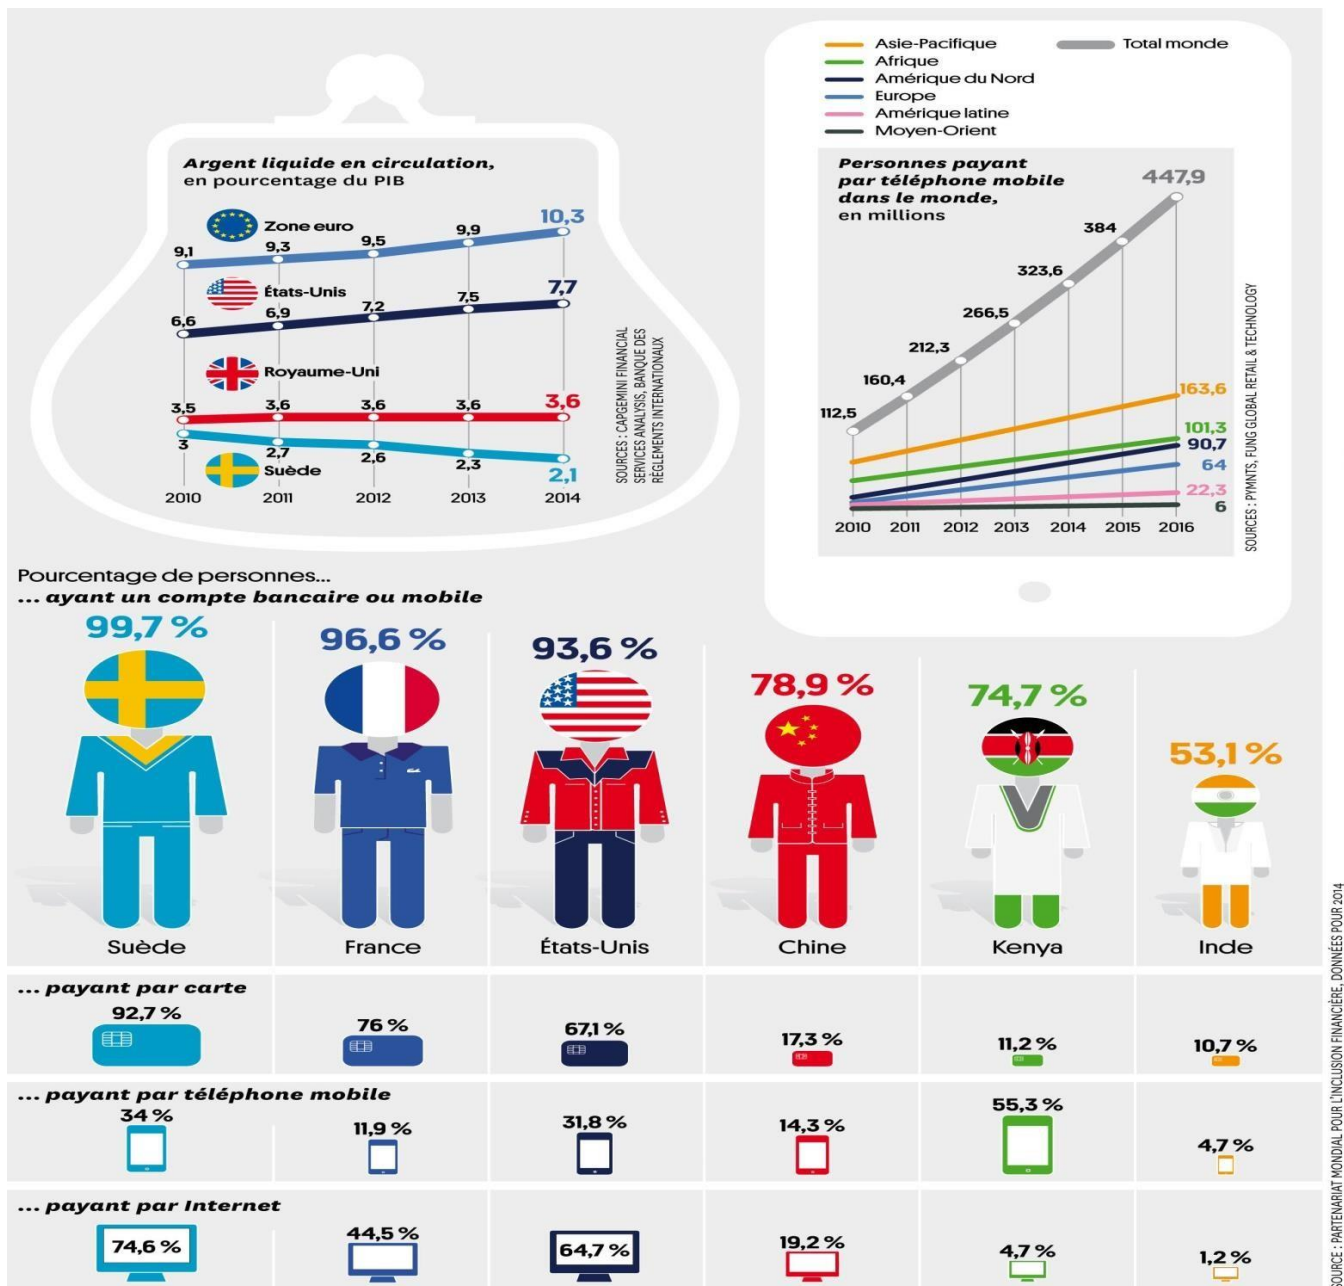 Argent liquide en circulation,
en pourcentage du PIB
Zone euro
9,1
9,3
9,5
9,9
10,3
États-Unis
6,6
6,9
7,2
7,5
7,7
Royaume-Uni
3,5
3,6
3,6
3,6
3,6
3
2,7
2,6
2,3
2,1
Suède
2010
2011
2012
2013
2014
SOURCES : CAPGEMINI FINANCIAL
SERVICES ANALYSIS, BANQUE DES
RÈGLEMENTS INTERNATIONAUX
Asie-Pacifique
Afrique
Amérique du Nord
Europe
Amérique latine
Moyen-Orient
Total monde
Personnes payant
par téléphone mobile
dans le monde,
en millions
112,5
160,4
212,3
266,5
323,6
384
447,9
163,6
101,3
90,7
64
22,3
6
2010
2011
2012
2013
2014
2015
2016
SOURCES : PYMNTS, FUNG GLOBAL RETAIL & TECHNOLOGY
Pourcentage de personnes...
... ayant un compte bancaire ou mobile
99,7 %
96,6 %
93,6 %
78,9 %
74,7 %
53,1 %
Suède
France
États-Unis
Chine
Kenya
Inde
... payant par carte
92,7 %
76 %
67,1 %
17,3 %
11,2 %
10,7 %
... payant par téléphone mobile
34 %
11,9 %
31,8 %
14,3 %
55,3 %
4,7 %
... payant par Internet
74,6 %
44,5 %
64,7 %
19,2 %
4,7 %
1,2 %
SOURCE : PARTENARIAT MONDIAL POUR L'INCLUSION FINANCIÈRE, DONNÉES POUR 2014